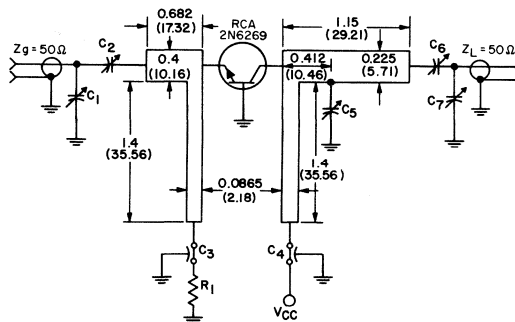 0.682
(17.32)
RCA
2N6269
1.15
(29.21)
Zg = 50 Ω
C2
0.4
(10.16)
0.412
(10.46)
0.225
(5.71)
C6
ZL = 50 Ω
C1
C5
C7
1.4
(35.56)
0.0865
(2.18)
1.4
(35.56)
C3
C4
R1
VCC